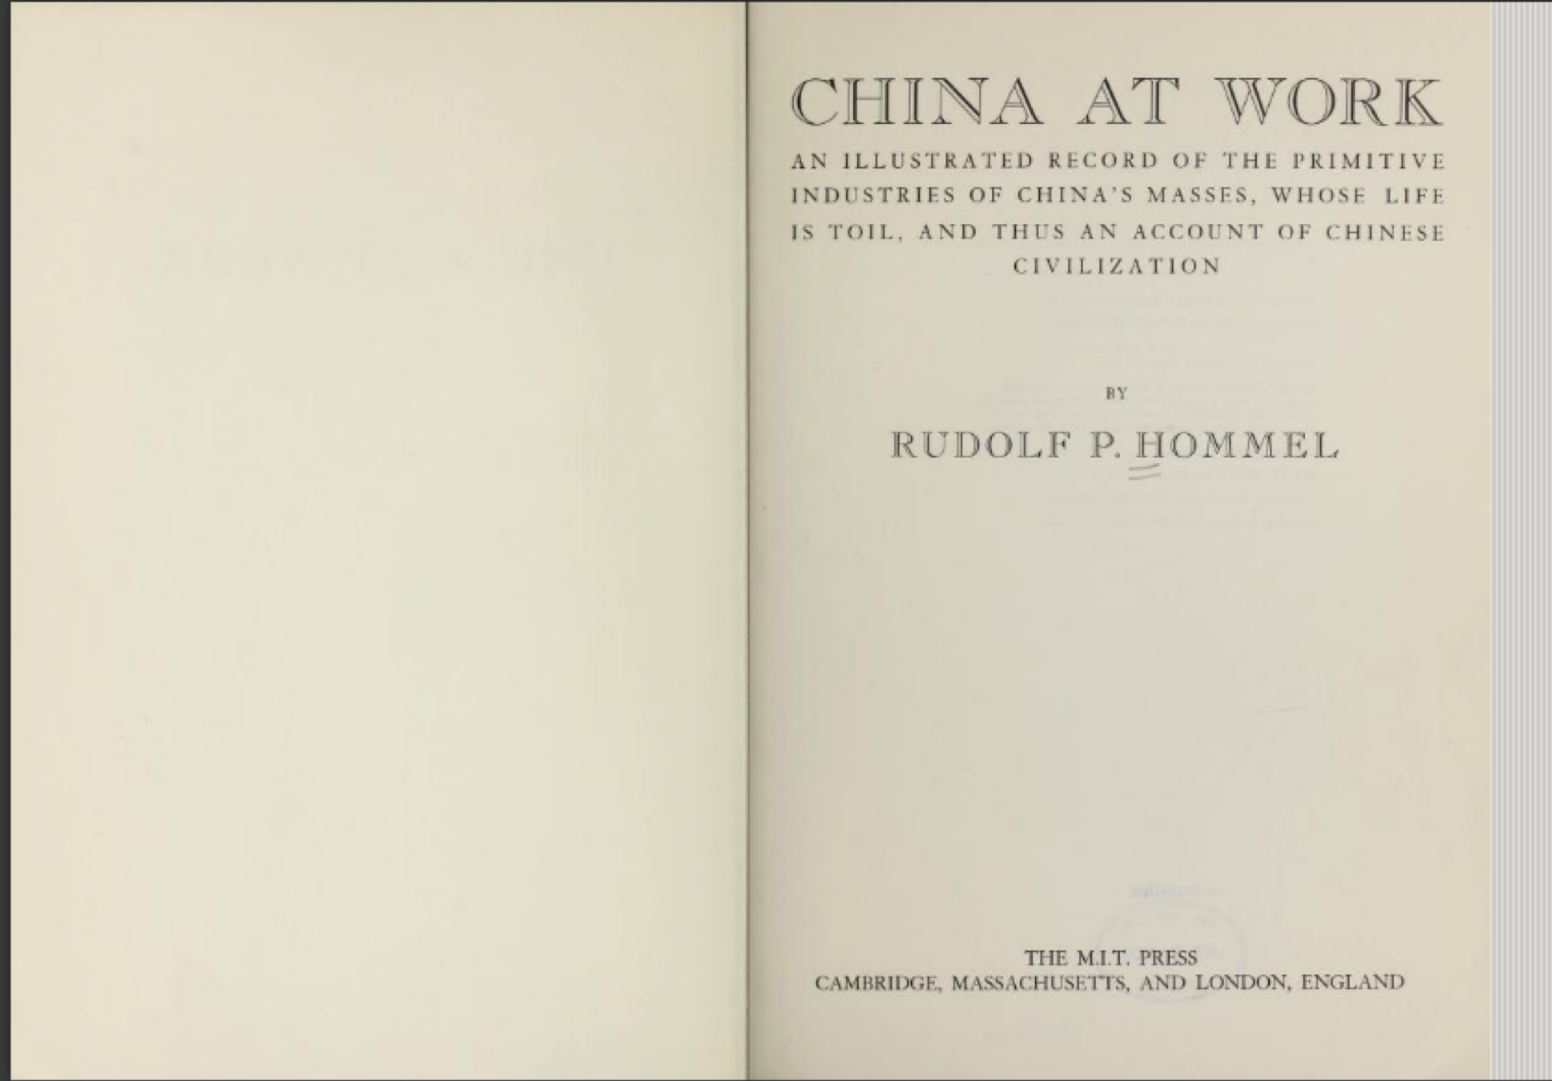 CHINA AT WORK
AN ILLUSTRATED RECORD OF THE PRIMITIVE
INDUSTRIES OF CHINA'S MASSES, WHOSE LIFE
IS TOIL, AND THUS AN ACCOUNT OF CHINESE
CIVILIZATION
BY
RUDOLF P. HOMMEL
THE M.I.T. PRESS
CAMBRIDGE, MASSACHUSETTS, AND LONDON, ENGLAND